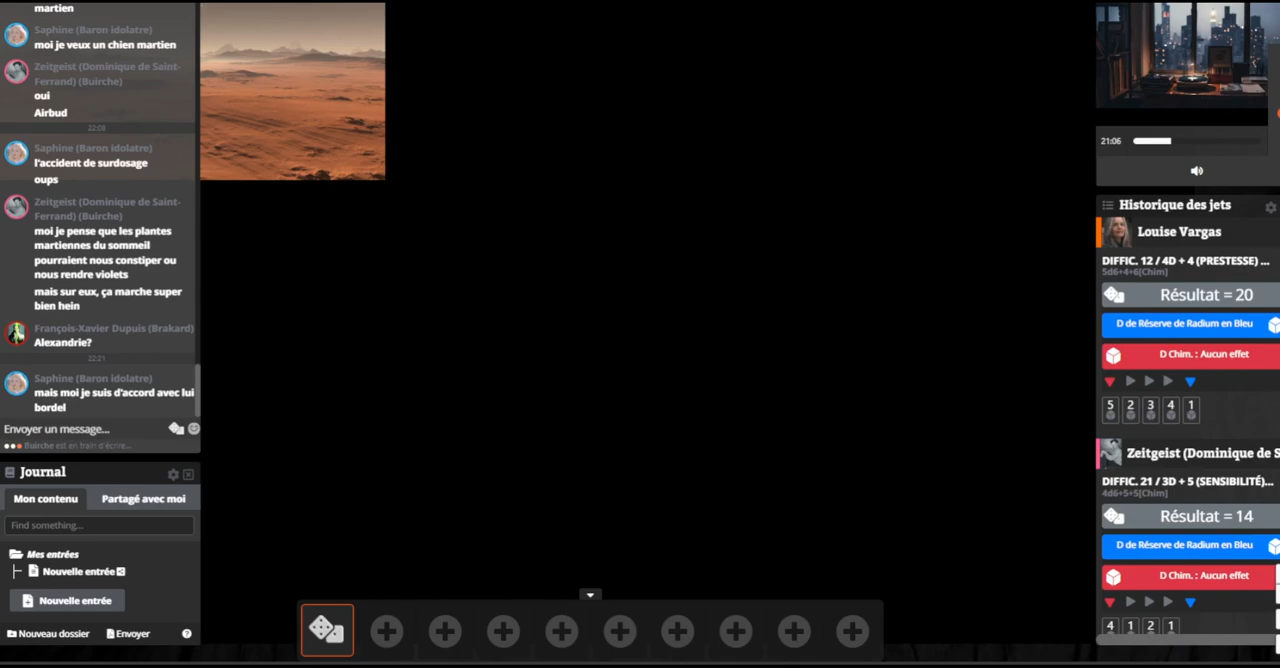 martien
Saphine (Baron idolatre)
moi je veux un chien martien
Zeitgeist (Dominique de Saint-
Ferrand) (Buirche)
oui
Airbud
22:08
Saphine (Baron idolatre)
l'accident de surdosage
oups
Zeitgeist (Dominique de Saint-
Ferrand) (Buirche)
moi je pense que les plantes
martiennes du sommeil
pourraient nous constiper ou
nous rendre violets
mais sur eux, ça marche super
bien hein
François-Xavier Dupuis (Brakard)
Alexandrie?
22:21
Saphine (Baron idolatre)
mais moi je suis d'accord avec lui
bordel
Envoyer un message...
Buirche est en train d'écrire...
Journal
Mon contenu
Partagé avec moi
Find something...
Mes entrées
Nouvelle entrée
Nouvelle entrée
Nouveau dossier
Envoyer
?
21:06
Historique des jets
Louise Vargas
DIFFIC. 12 / 4D + 4 (PRESTESSE) ...
5d6+4+6[Chim]
Résultat = 20
D de Réserve de Radium en Bleu
D Chim. : Aucun effet
5 2 3 4 1
Zeitgeist (Dominique de S
DIFFIC. 21 / 3D + 5 (SENSIBILITÉ)...
4d6+5+5[Chim]
Résultat = 14
D de Réserve de Radium en Bleu
D Chim. : Aucun effet
4 1 2 1